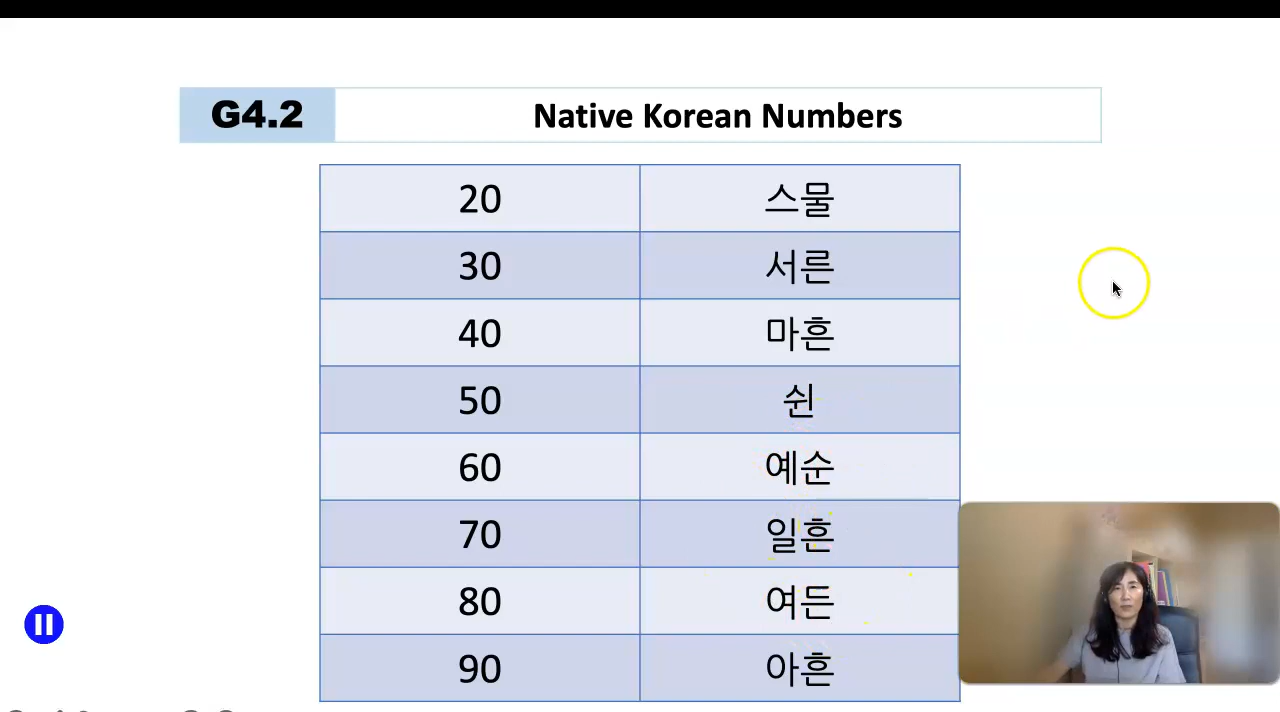 G4.2 Native Korean Numbers
20 스물
30 서른
40 마흔
50 쉰
60 예순
70 일흔
80 여든
90 아흔